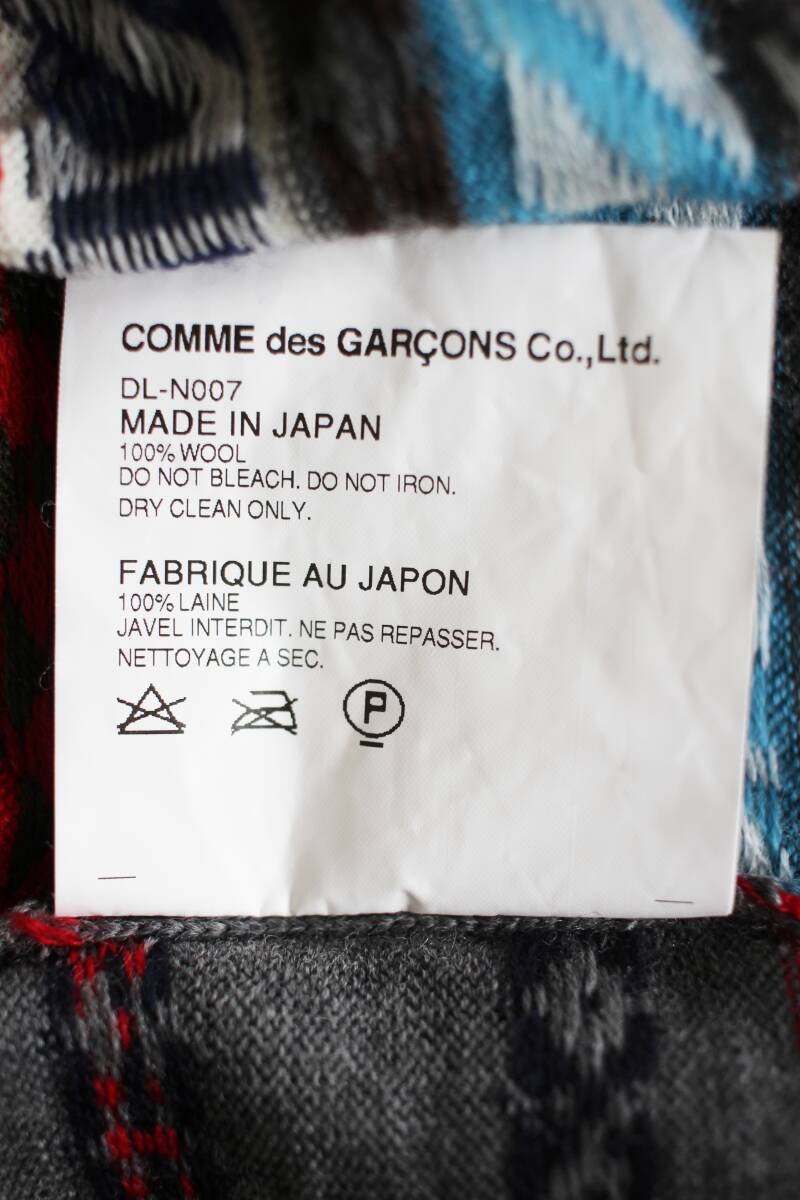 COMME des GARÇONS Co.,Ltd.
DL-N007
MADE IN JAPAN
100% WOOL
DO NOT BLEACH. DO NOT IRON.
DRY CLEAN ONLY.
FABRIQUE AU JAPON
100% LAINE
JAVEL INTERDIT. NE PAS REPASSER.
NETTOYAGE A SEC.
P